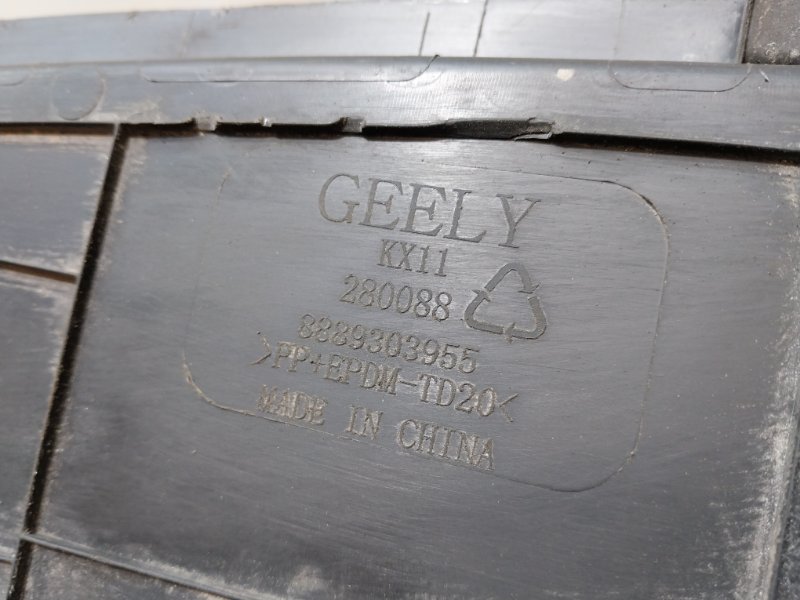 GEELY
KX11
280088
8889303955
>PP+EPDM-TD20<
MADE IN CHINA